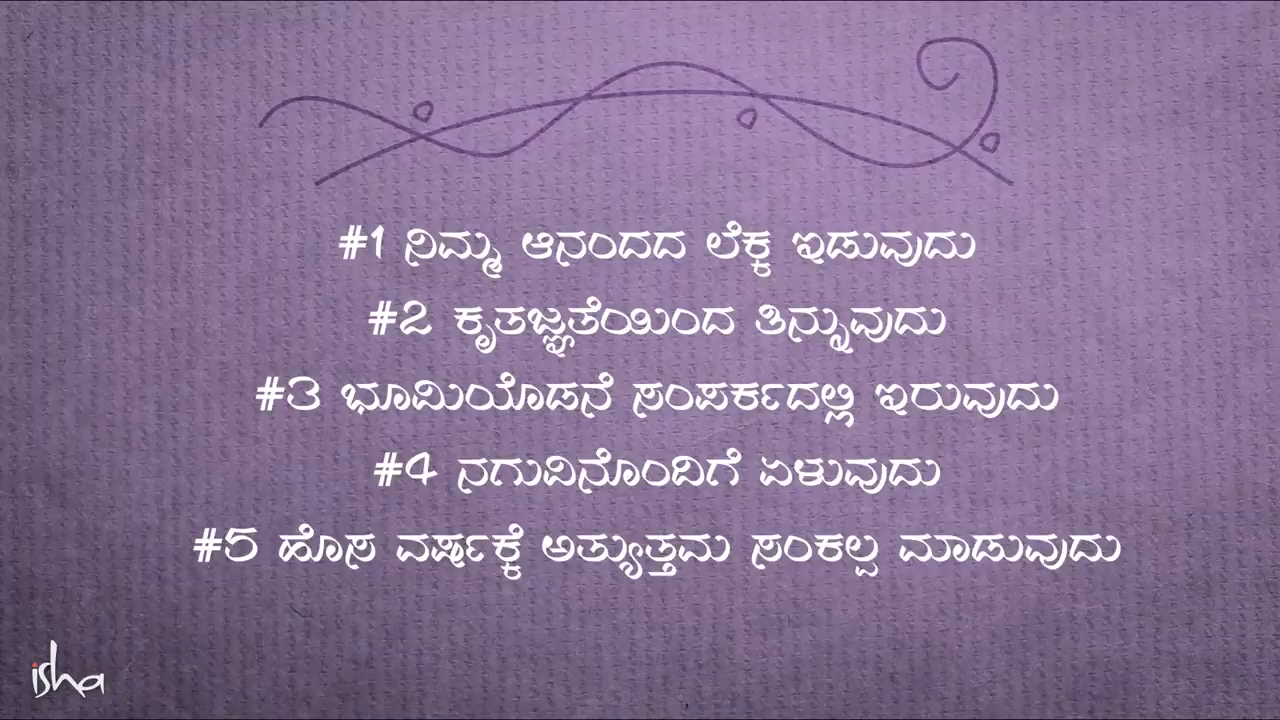 #1 ನಿಮ್ಮ ಆನಂದದ ಲೆಕ್ಕ ಇಡುವುದು
#2 ಕೃತಜ್ಞತೆಯಿಂದ ತಿನ್ನುವುದು
#3 ಭೂಮಿಯೊಡನೆ ಸಂಪರ್ಕದಲ್ಲಿ ಇರುವುದು
#4 ನಗುವಿನೊಂದಿಗೆ ಏಳುವುದು
#5 ಹೊಸ ವರ್ಷಕ್ಕೆ ಅತ್ಯುತ್ತಮ ಸಂಕಲ್ಪ ಮಾಡುವುದು
isha